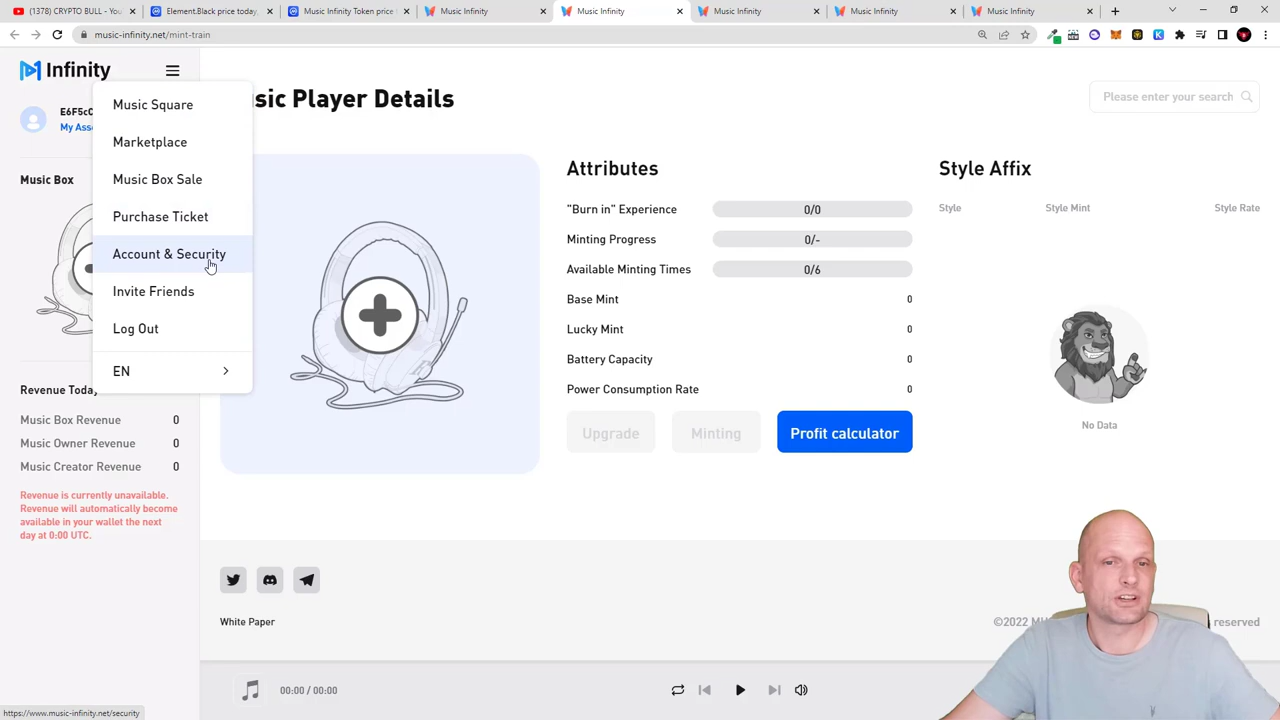 (1378) CRYPTO BULL - YouTube
Element.Black price today,
Music Infinity Token price
Music Infinity
Music Infinity
Music Infinity
Music Infinity
Music Infinity
music-infinity.net/mint-train
Infinity
E6F5c
My Ass
Music Square
Marketplace
Music Box Sale
Purchase Ticket
Account & Security
Invite Friends
Log Out
EN
Music Box
Revenue Today
Music Box Revenue 0
Music Owner Revenue 0
Music Creator Revenue 0
Revenue is currently unavailable.
Revenue will automatically become
available in your wallet the next
day at 0:00 UTC.
sic Player Details
Please enter your search
Attributes
"Burn in" Experience 0/0
Minting Progress 0/-
Available Minting Times 0/6
Base Mint 0
Lucky Mint 0
Battery Capacity 0
Power Consumption Rate 0
Upgrade Minting Profit calculator
Style Affix
Style Style Mint Style Rate
No Data
White Paper
©2022 M reserved
00:00 / 00:00
https://www.music-infinity.net/security